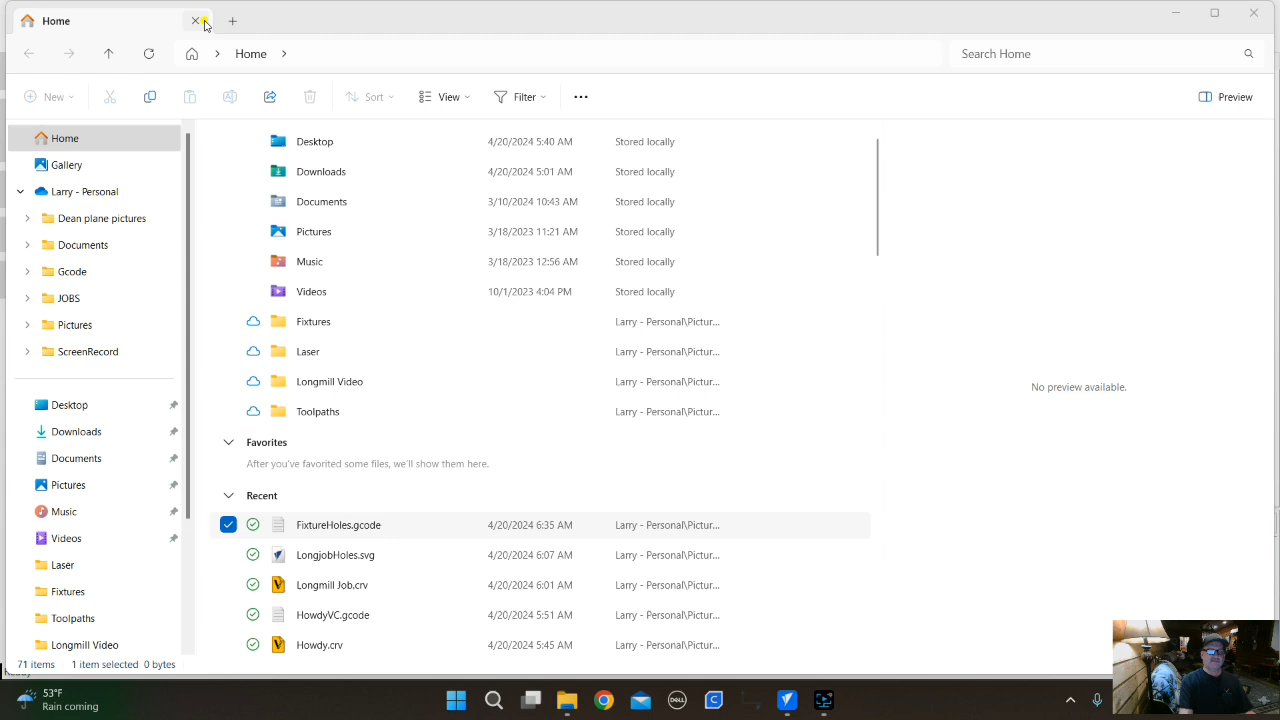 Home
Home
Search Home
New
Sort
View
Filter
Preview
Home
Gallery
Larry - Personal
Dean plane pictures
Documents
Gcode
JOBS
Pictures
ScreenRecord
Desktop
Downloads
Documents
Pictures
Music
Videos
Laser
Fixtures
Toolpaths
Longmill Video
Desktop 4/20/2024 5:40 AM Stored locally
Downloads 4/20/2024 5:01 AM Stored locally
Documents 3/10/2024 10:43 AM Stored locally
Pictures 3/18/2023 11:21 AM Stored locally
Music 3/18/2023 12:56 AM Stored locally
Videos 10/1/2023 4:04 PM Stored locally
Fixtures Larry - Personal\Pictur...
Laser Larry - Personal\Pictur...
Longmill Video Larry - Personal\Pictur...
Toolpaths Larry - Personal\Pictur...
Favorites
After you've favorited some files, we'll show them here.
Recent
FixtureHoles.gcode 4/20/2024 6:35 AM Larry - Personal\Pictur...
LongjobHoles.svg 4/20/2024 6:07 AM Larry - Personal\Pictur...
Longmill Job.crv 4/20/2024 6:01 AM Larry - Personal\Pictur...
HowdyVC.gcode 4/20/2024 5:51 AM Larry - Personal\Pictur...
Howdy.crv 4/20/2024 5:45 AM Larry - Personal\Pictur...
No preview available.
71 items 1 item selected 0 bytes
53°F
Rain coming
DELL